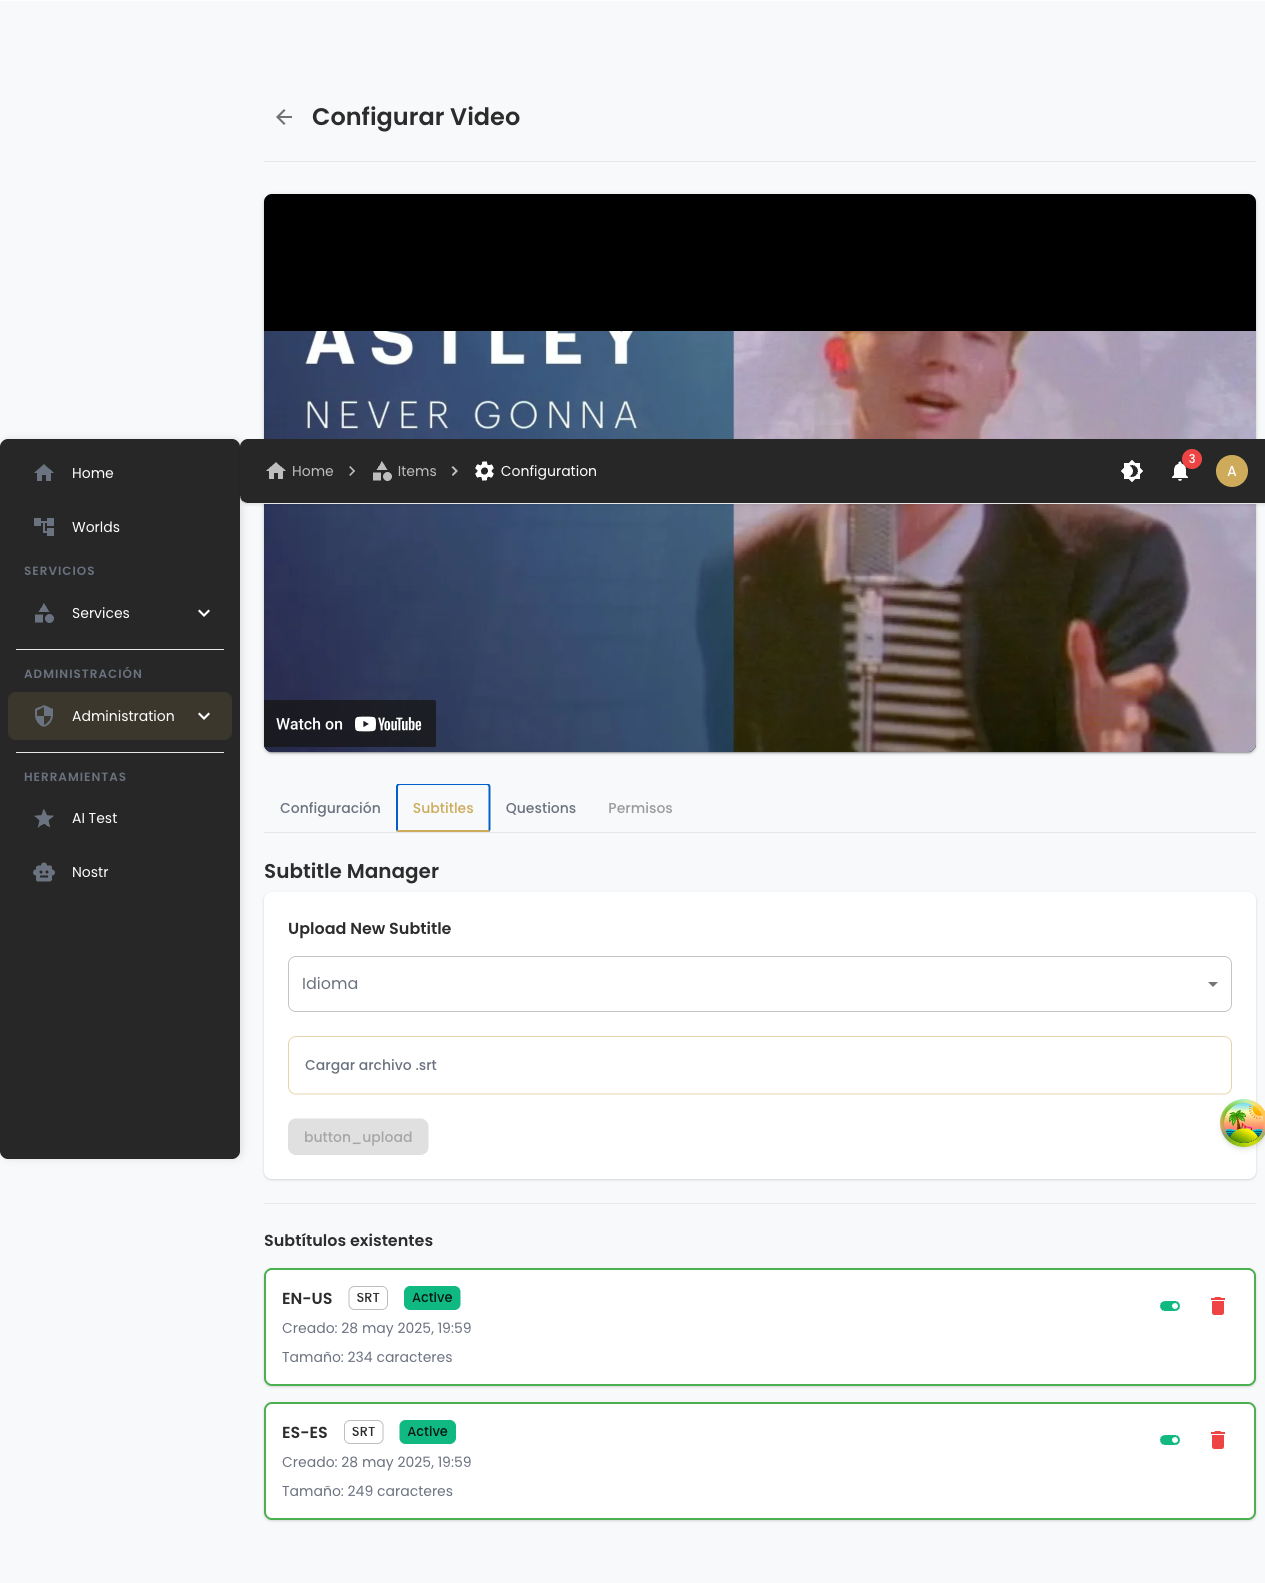 Configurar Video
ASTLEY
NEVER GONNA
Home
Worlds
SERVICIOS
Services
ADMINISTRACIÓN
Administration
HERRAMIENTAS
AI Test
Nostr
Home
Items
Configuration
3
A
Watch on YouTube
Configuración
Subtitles
Questions
Permisos
Subtitle Manager
Upload New Subtitle
Idioma
Cargar archivo .srt
button_upload
Subtítulos existentes
EN-US SRT Active
Creado: 28 may 2025, 19:59
Tamaño: 234 caracteres
ES-ES SRT Active
Creado: 28 may 2025, 19:59
Tamaño: 249 caracteres